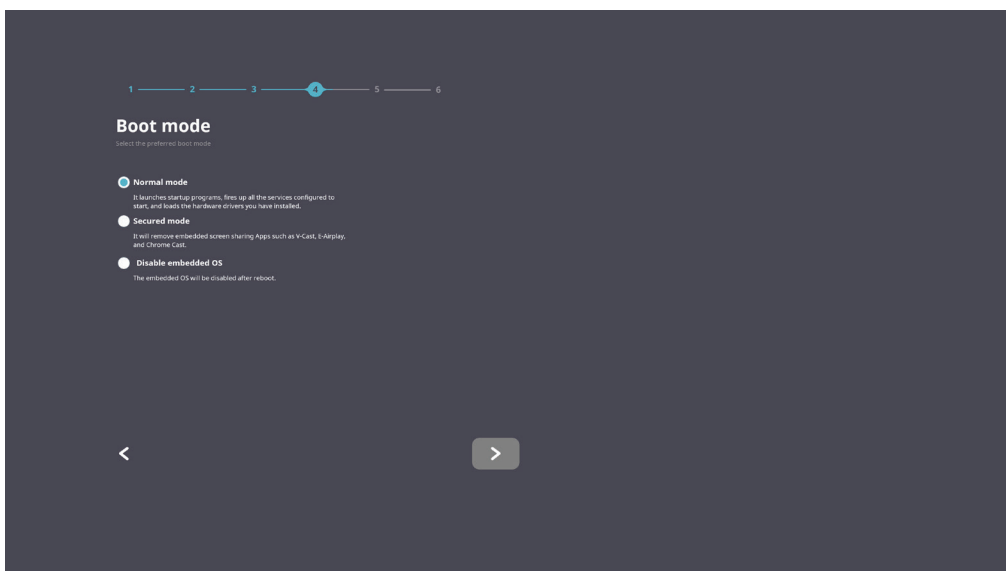 1 2 3 4 5 6
Boot mode
Select the preferred boot mode
Normal mode
It launches startup programs, fires up all the services configured to
start, and loads the hardware drivers you have installed.
Secured mode
It will remove embedded screen sharing Apps such as V-Cast, E-Airplay,
and Chrome Cast.
Disable embedded OS
The embedded OS will be disabled after reboot.